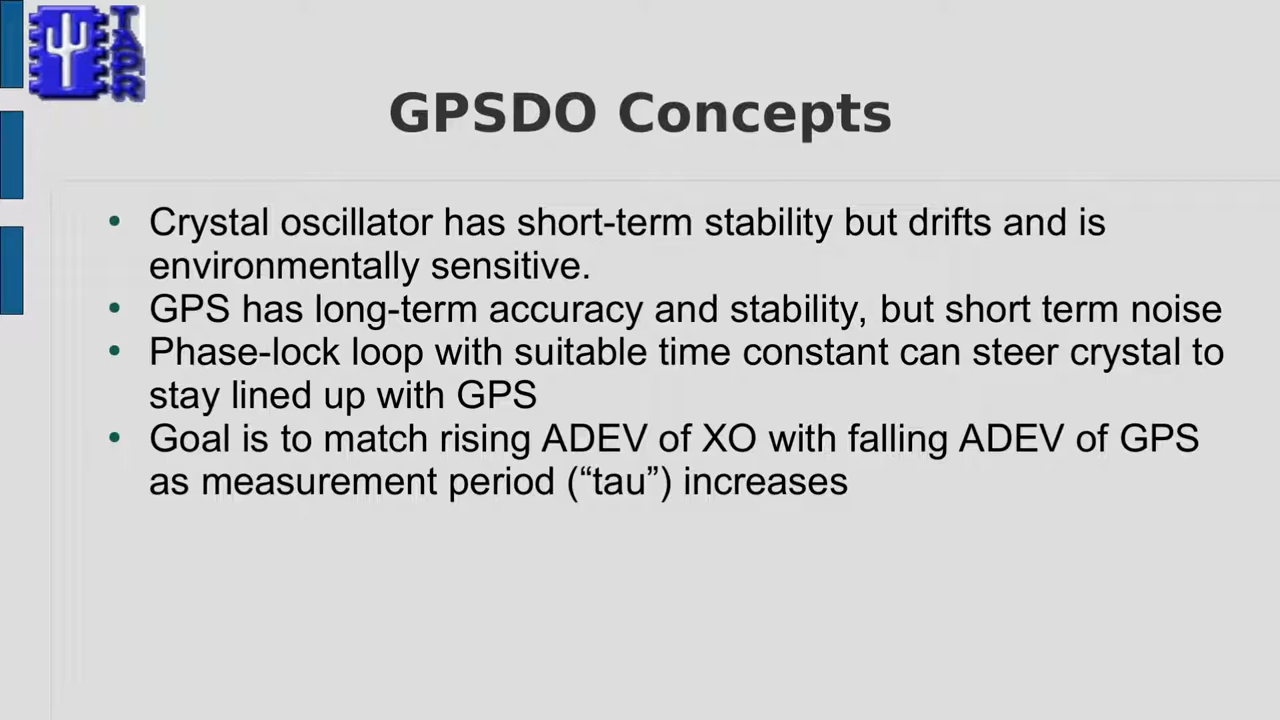 TAPR
GPSDO Concepts
• Crystal oscillator has short-term stability but drifts and is
environmentally sensitive.
• GPS has long-term accuracy and stability, but short term noise
• Phase-lock loop with suitable time constant can steer crystal to
stay lined up with GPS
• Goal is to match rising ADEV of XO with falling ADEV of GPS
as measurement period (“tau”) increases